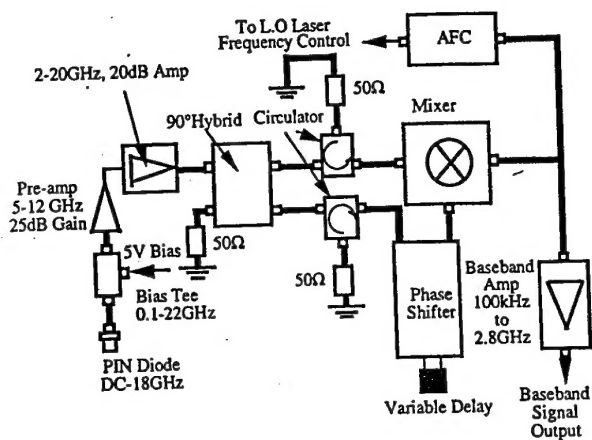 To L.O Laser
Frequency Control
AFC
2-20GHz, 20dB Amp
50Ω
90°Hybrid
Circulator
Mixer
Pre-amp
5-12 GHz
25dB Gain
5V Bias
50Ω
Bias Tee
0.1-22GHz
50Ω
Phase
Shifter
Baseband
Amp
100kHz
to
2.8GHz
PIN Diode
DC-18GHz
Variable Delay
Baseband
Signal
Output